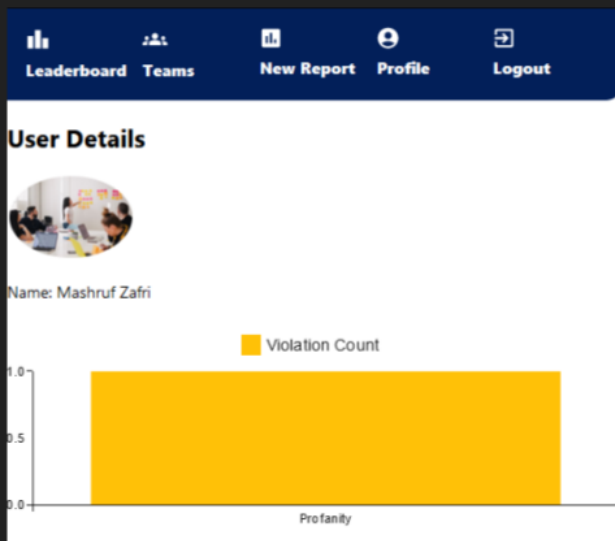 Leaderboard Teams New Report Profile Logout
User Details
Name: Mashruf Zafri
Violation Count
1.0
0.5
0.0
Profanity